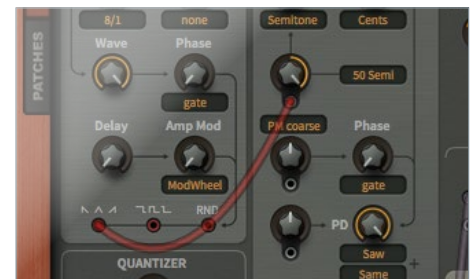 8/1 none Semitone Cents
PATCHES
Wave Phase
50 Semi
gate
Delay Amp Mod PM coarse Phase
ModWheel gate
RND PD
Saw
QUANTIZER
Same